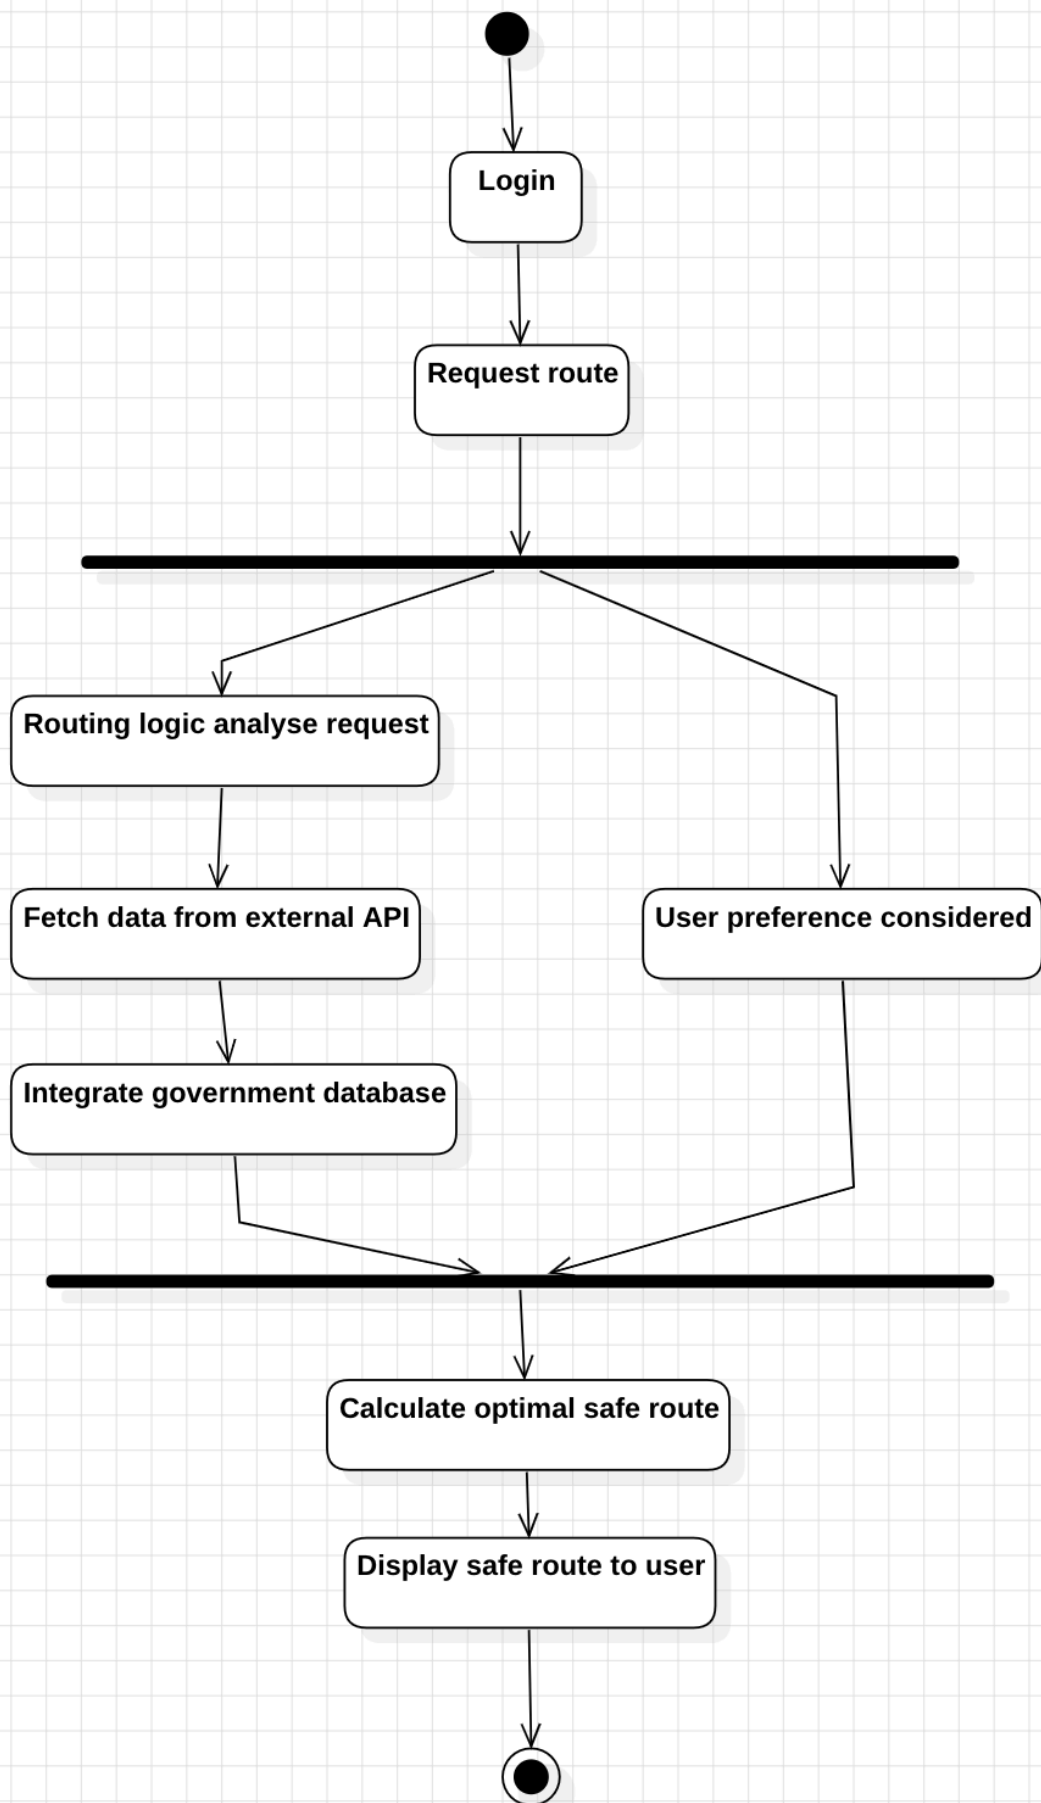 Login
Request route
Routing logic analyse request
Fetch data from external API
User preference considered
Integrate government database
Calculate optimal safe route
Display safe route to user